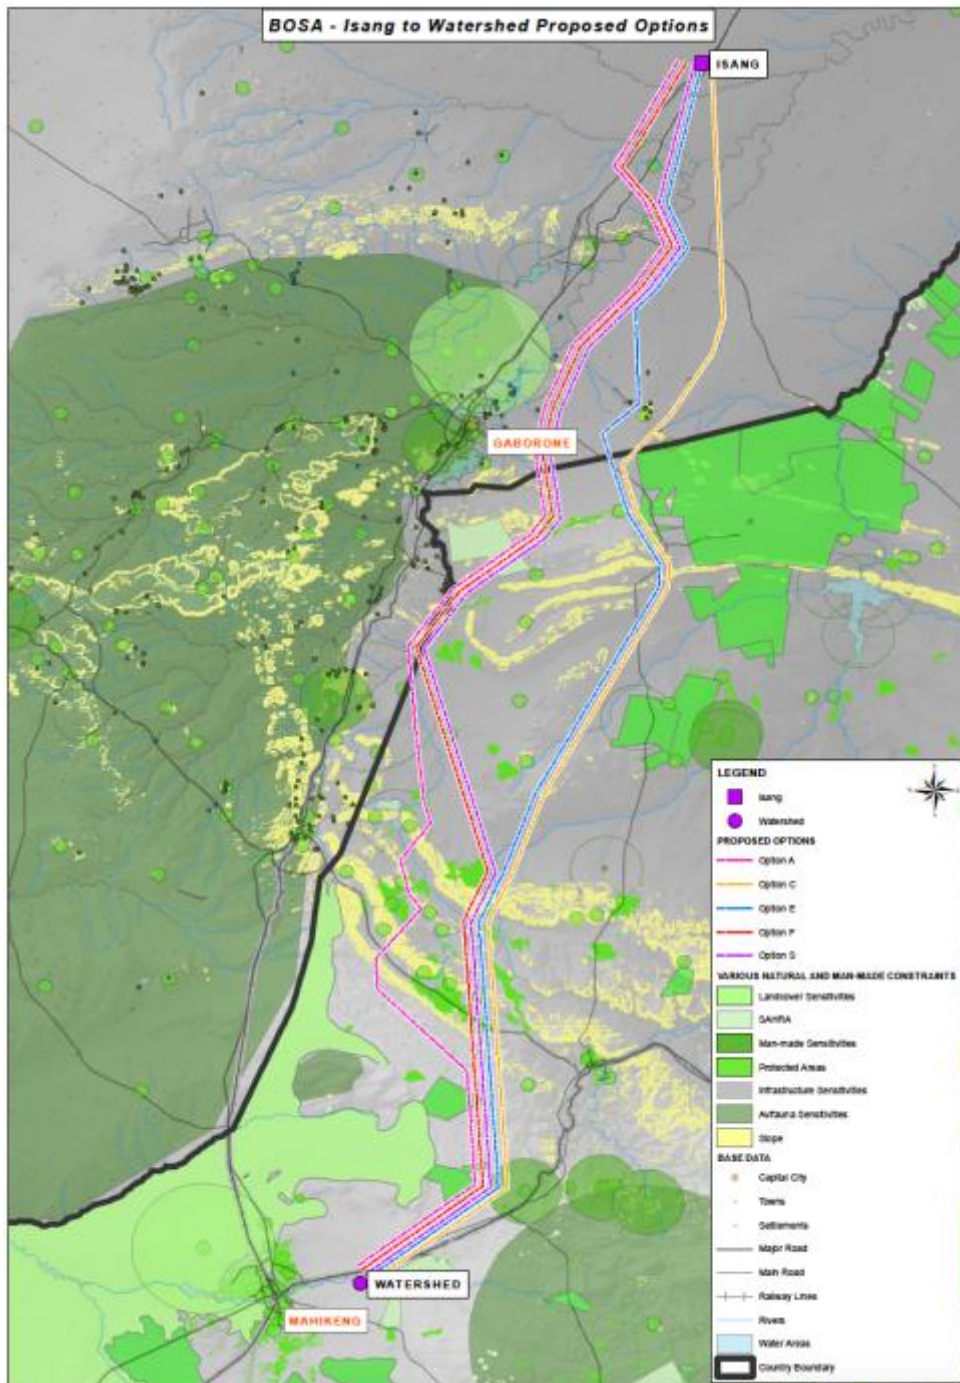 BOSA - Isang to Watershed Proposed Options
ISANG
GABORONE
WATERSHED
MAHIKENG
LEGEND
Isang
Watershed
PROPOSED OPTIONS
Option A
Option C
Option E
Option F
Option G
VARIOUS NATURAL AND MAN-MADE CONSTRAINTS
Landcover Sensitivities
SAHRA
Man-made Sensitivities
Protected Areas
Infrastructure Sensitivities
Avifauna Sensitivities
Slope
BASE DATA
Capital City
Towns
Settlements
Major Road
Main Road
Railway Lines
Rivers
Water Areas
Country Boundary